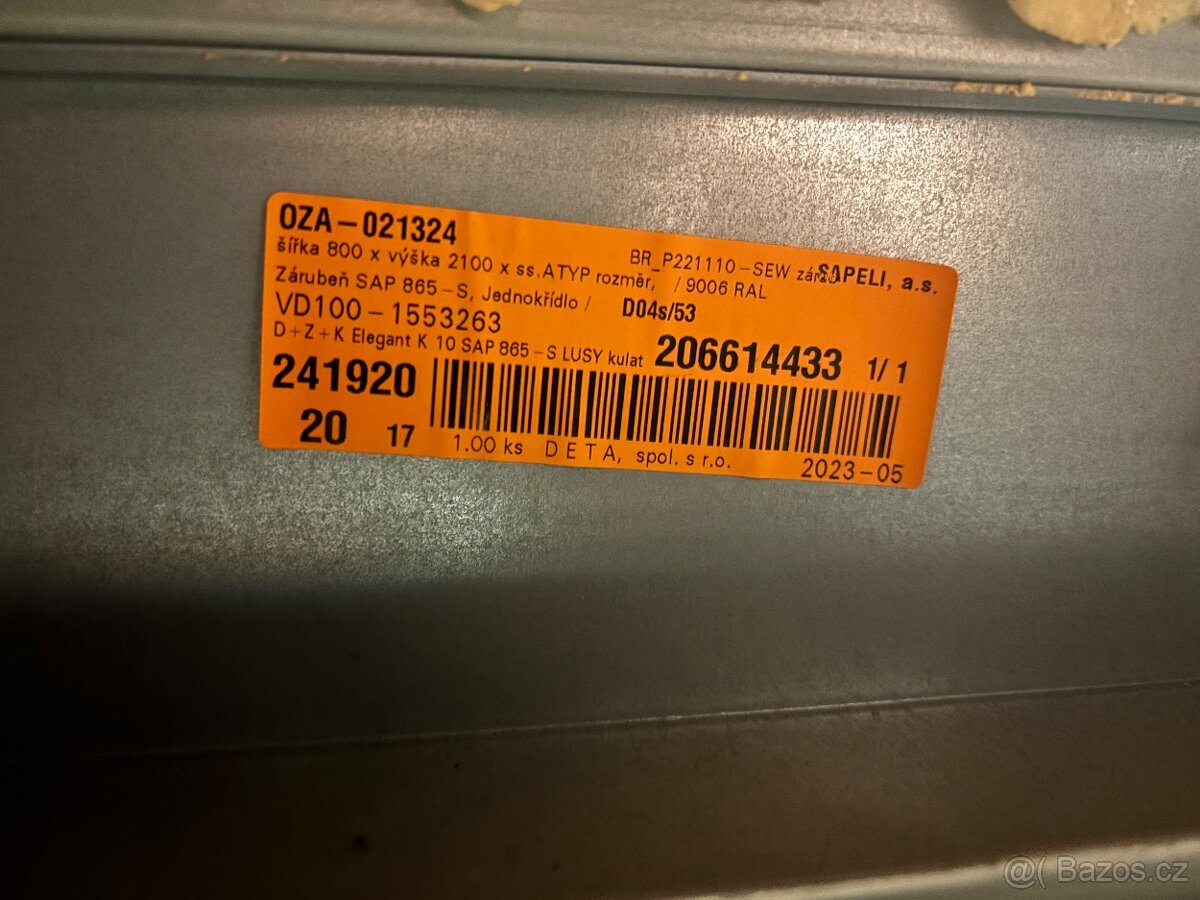 OZA-021324
BR_P221110-SEW zár. SAPELI, a.s.
šířka 800 x výška 2100 x ss.ATYP rozměr, / 9006 RAL
Zárubeň SAP 865-S, Jednokřídlo / D04s/53
VD100-1553263
D+Z+K Elegant K 10 SAP 865-S LUSY kulat 206614433 1/1
241920
20 17 1.00 ks DETA, spol. s r.o. 2023-05
@( Bazos.cz